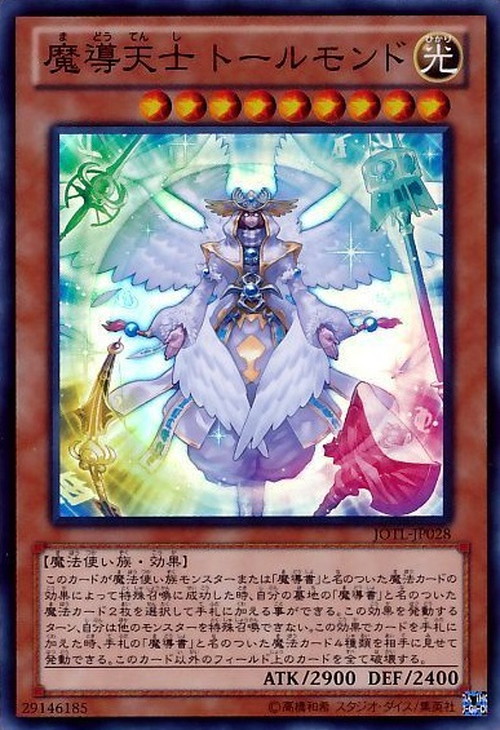 魔導天士 トールモンド
光
JOTL-JP028
【魔法使い族・効果】
このカードが魔法使い族モンスターまたは「魔導書」と名のついた魔法カードの
効果によって特殊召喚に成功した時、自分の墓地の「魔導書」と名のついた
魔法カード2枚を選択して手札に加える事ができる。この効果を発動する
ターン、自分は他のモンスターを特殊召喚できない。この効果でカードを手札に
加えた時、手札の「魔導書」と名のついた魔法カード4種類を相手に見せて
発動できる。このカード以外のフィールド上のカードを全て破壊する。
ATK/2900 DEF/2400
29146185
©高橋和希 スタジオ・ダイス/集英社